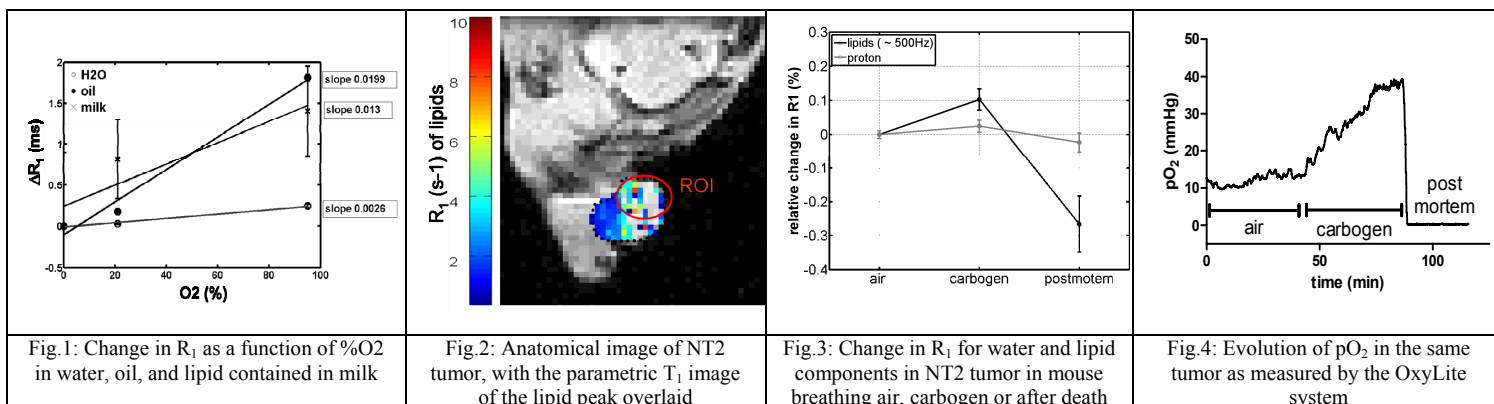 2
1.5
1
0.5
0
-0.5
ΔR1 (ms)
○ H2O
• oil
× milk
slope 0.0199
slope 0.013
slope 0.0026
0 20 40 60 80 100
O2 (%)
10
8
6
4
2
R1 (s–1) of lipids
ROI
0.3
0.2
0.1
0
-0.1
-0.2
-0.3
-0.4
relative change in R1 (%)
lipids ( ~ 500Hz)
proton
air carbogen postmotem
60
50
40
30
20
10
0
pO2 (mmHg)
air
carbogen
post
mortem
0 50 100
time (min)
Fig.1: Change in R1 as a function of %O2
in water, oil, and lipid contained in milk
Fig.2: Anatomical image of NT2
tumor, with the parametric T1 image
of the lipid peak overlaid
Fig.3: Change in R1 for water and lipid
components in NT2 tumor in mouse
breathing air, carbogen or after death
Fig.4: Evolution of pO2 in the same
tumor as measured by the OxyLite
system